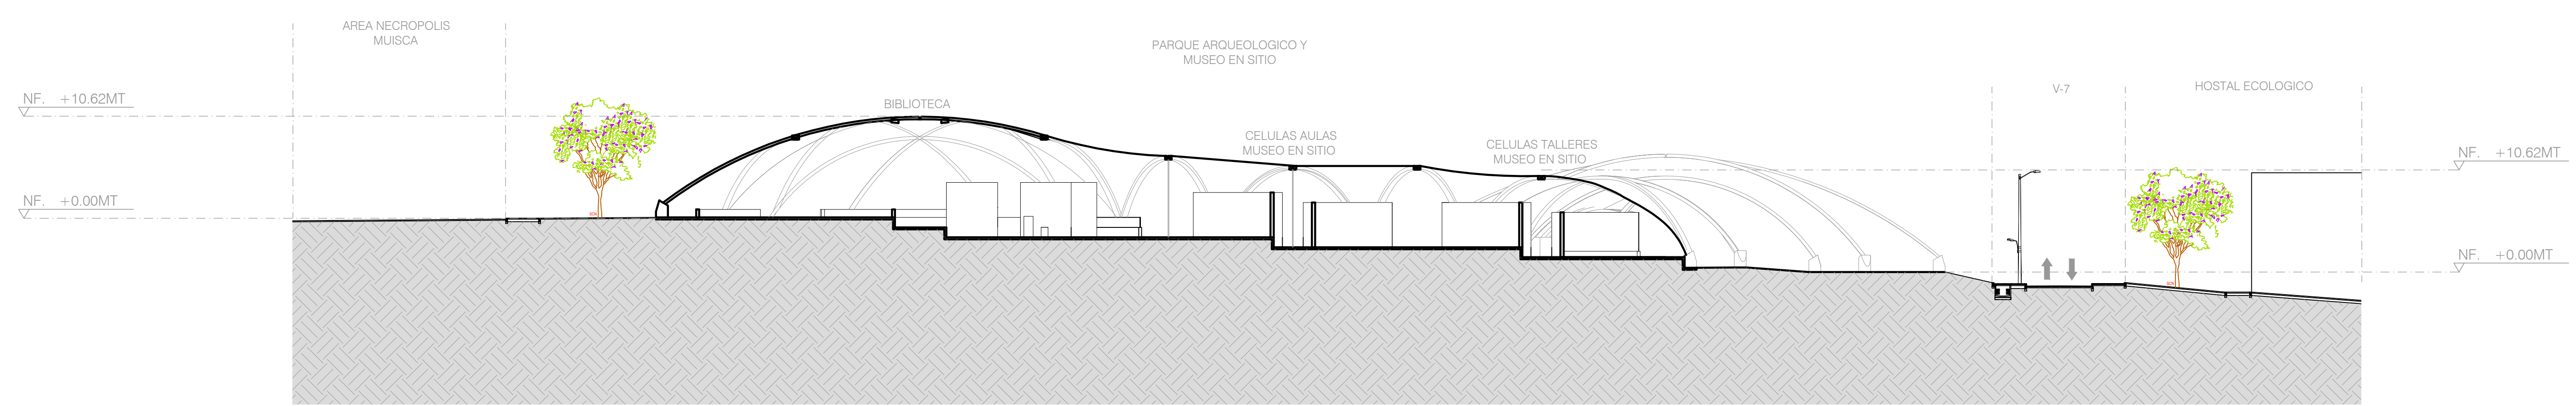 AREA NECROPOLIS
MUISCA
PARQUE ARQUEOLOGICO Y
MUSEO EN SITIO
V-7
HOSTAL ECOLOGICO
NF. +10.62MT
BIBLIOTECA
CELULAS AULAS
MUSEO EN SITIO
CELULAS TALLERES
MUSEO EN SITIO
NF. +10.62MT
NF. +0.00MT
NF. +0.00MT